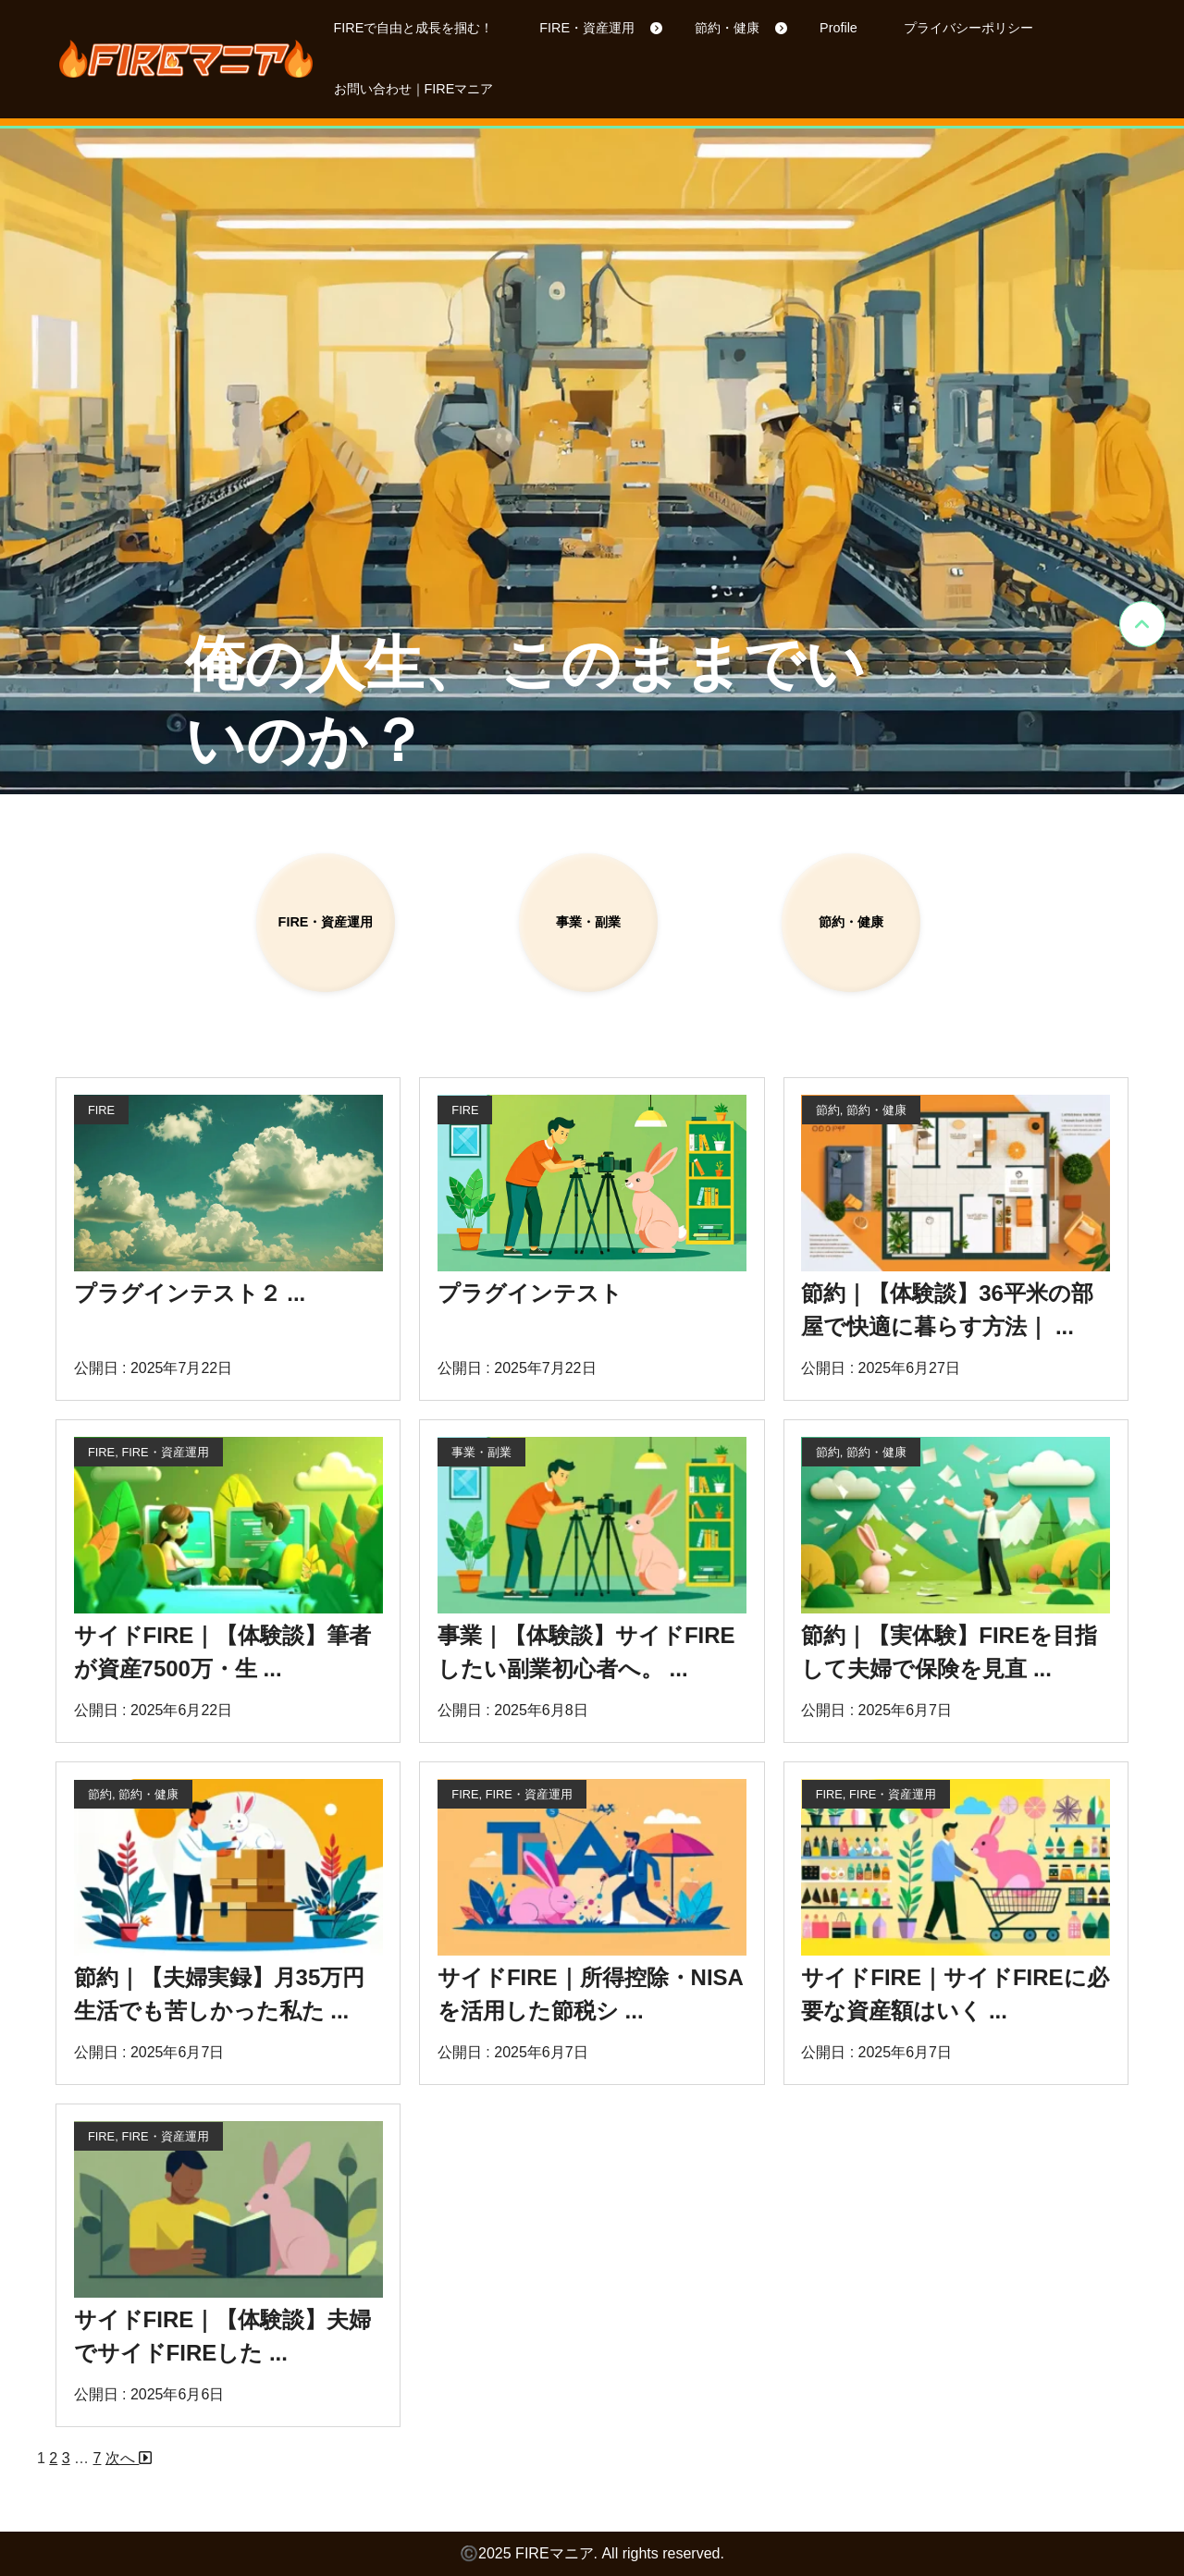 FIREマニア
FIREで自由と成長を掴む！
FIRE・資産運用
節約・健康
Profile
プライバシーポリシー
お問い合わせ｜FIREマニア
俺の人生、 このままでい
いのか？
FIRE・資産運用
事業・副業
節約・健康
FIRE
プラグインテスト２ ...
公開日 : 2025年7月22日
FIRE
プラグインテスト
公開日 : 2025年7月22日
節約, 節約・健康
節約｜【体験談】36平米の部
屋で快適に暮らす方法｜ ...
公開日 : 2025年6月27日
FIRE, FIRE・資産運用
サイドFIRE｜【体験談】筆者
が資産7500万・生 ...
公開日 : 2025年6月22日
事業・副業
事業｜【体験談】サイドFIRE
したい副業初心者へ。 ...
公開日 : 2025年6月8日
節約, 節約・健康
節約｜【実体験】FIREを目指
して夫婦で保険を見直 ...
公開日 : 2025年6月7日
節約, 節約・健康
節約｜【夫婦実録】月35万円
生活でも苦しかった私た ...
公開日 : 2025年6月7日
FIRE, FIRE・資産運用
TA
サイドFIRE｜所得控除・NISA
を活用した節税シ ...
公開日 : 2025年6月7日
FIRE, FIRE・資産運用
サイドFIRE｜サイドFIREに必
要な資産額はいく ...
公開日 : 2025年6月7日
FIRE, FIRE・資産運用
サイドFIRE｜【体験談】夫婦
でサイドFIREした ...
公開日 : 2025年6月6日
1 2 3 … 7 次へ
©2025 FIREマニア. All rights reserved.